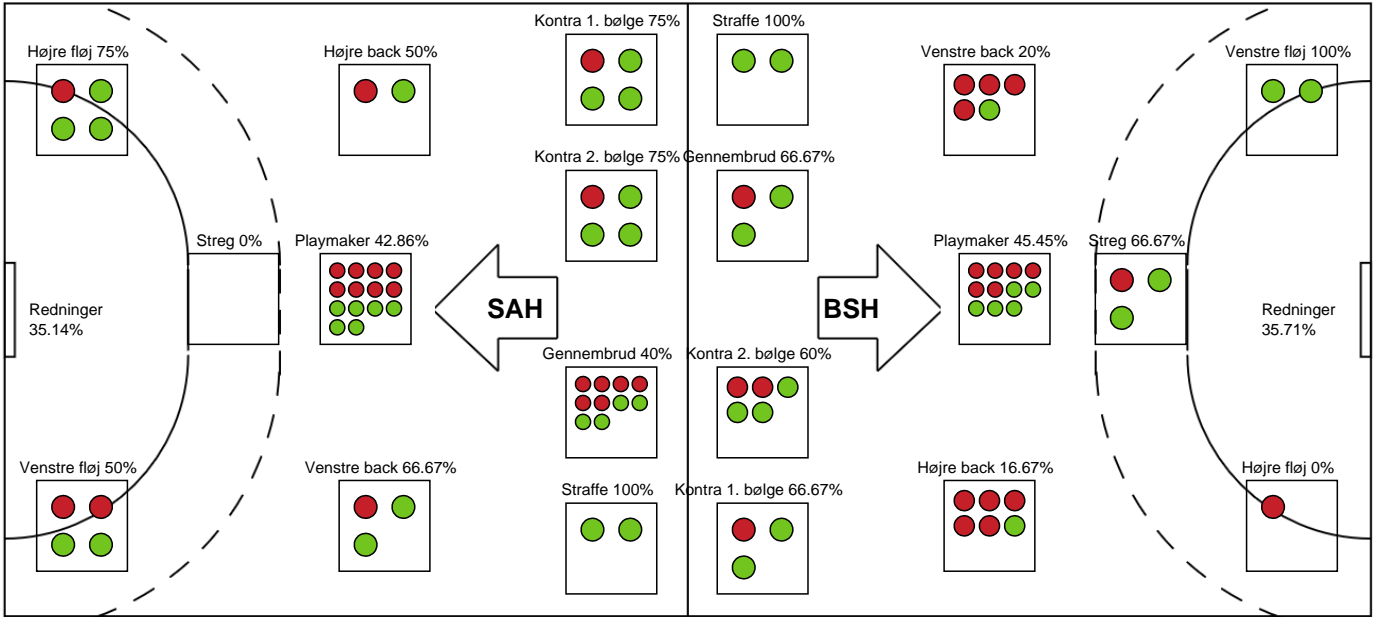 Kontra 1. bølge 75%
Straffe 100%
Højre fløj 75%
Højre back 50%
Venstre back 20%
Venstre fløj 100%
Kontra 2. bølge 75%
Gennembrud 66.67%
Streg 0%
Playmaker 42.86%
Playmaker 45.45%
Streg 66.67%
Redninger
35.14%
SAH
BSH
Redninger
35.71%
Gennembrud 40%
Kontra 2. bølge 60%
Venstre fløj 50%
Venstre back 66.67%
Højre back 16.67%
Højre fløj 0%
Straffe 100%
Kontra 1. bølge 66.67%